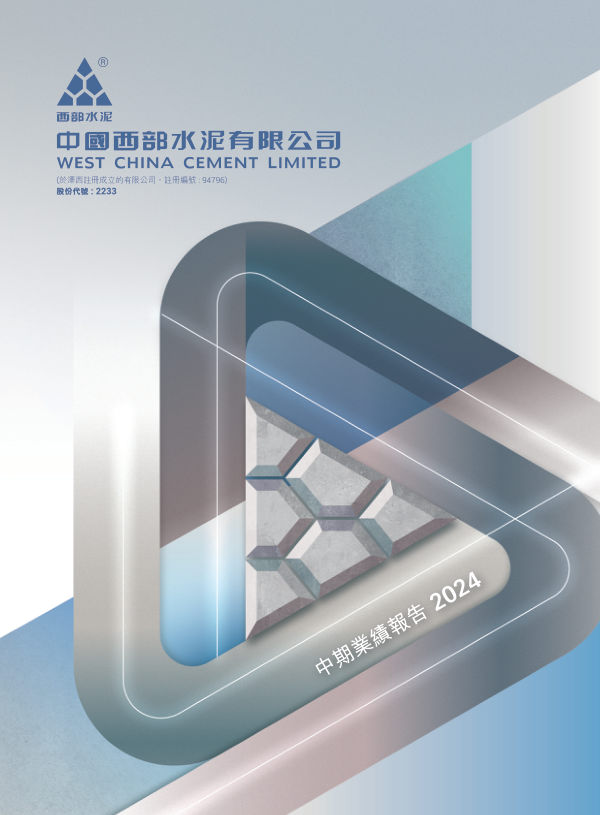 ®
西部水泥
中國西部水泥有限公司
WEST CHINA CEMENT LIMITED
(於澤西註冊成立的有限公司，註冊編號 : 94796)
股份代號 : 2233
中期業績報告 2024